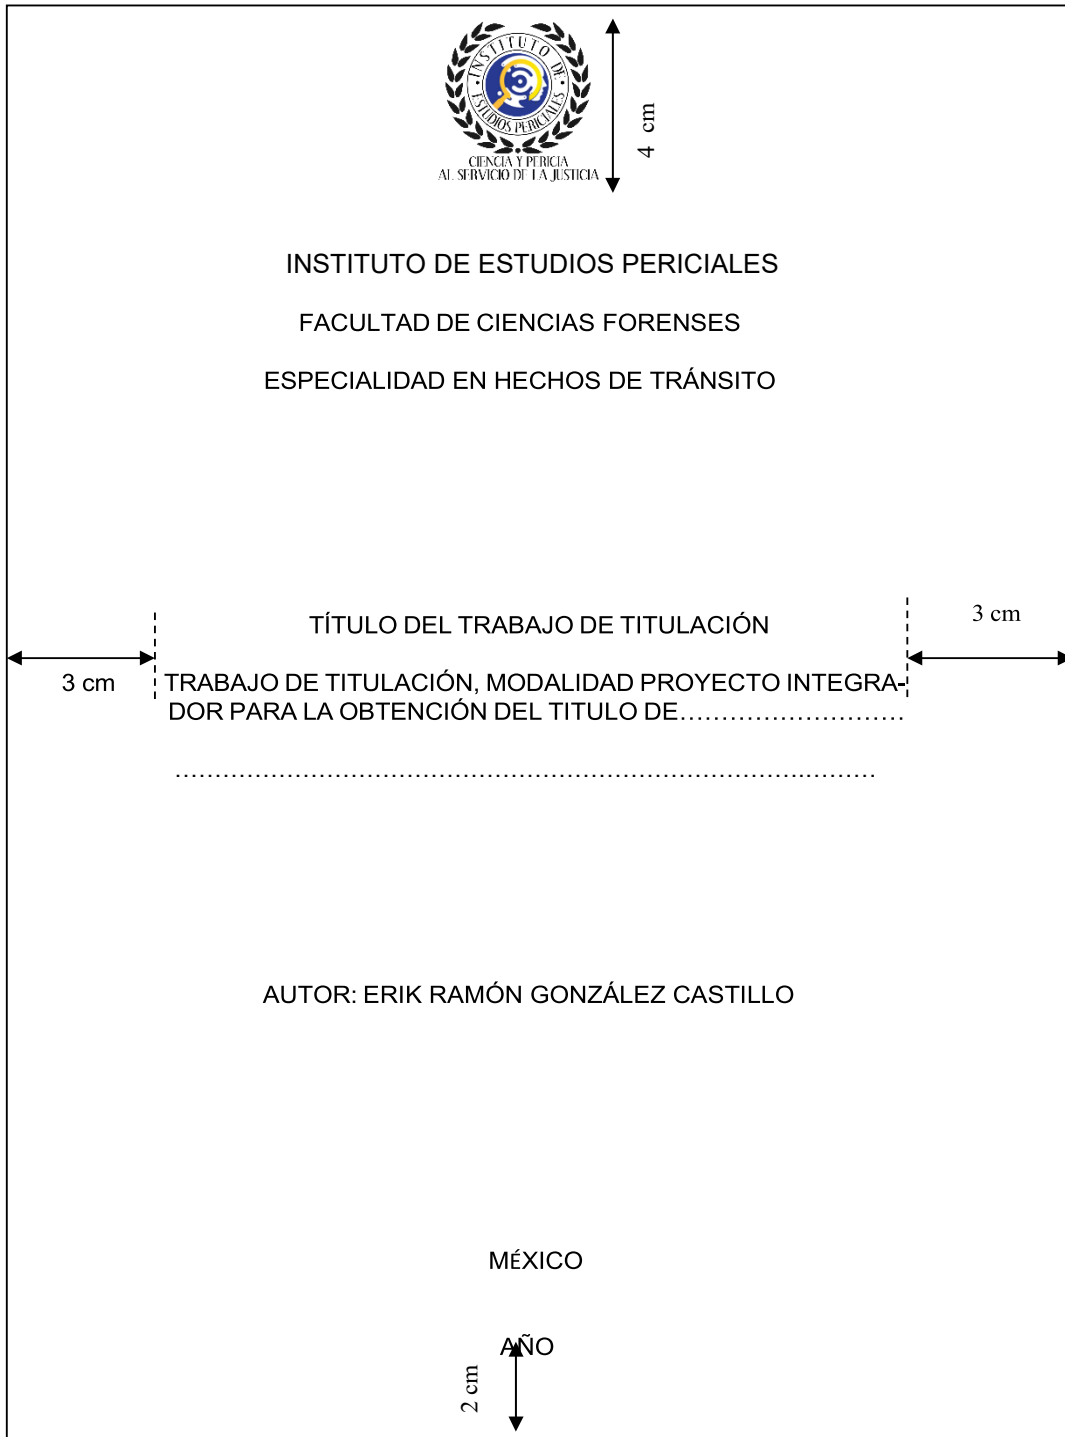 INSTITUTO DE
ESTUDIOS PERICIALES
CIENCIA Y PERICIA
AL SERVICIO DE LA JUSTICIA
4 cm
INSTITUTO DE ESTUDIOS PERICIALES
FACULTAD DE CIENCIAS FORENSES
ESPECIALIDAD EN HECHOS DE TRÁNSITO
TÍTULO DEL TRABAJO DE TITULACIÓN
3 cm
3 cm
TRABAJO DE TITULACIÓN, MODALIDAD PROYECTO INTEGRA-
DOR PARA LA OBTENCIÓN DEL TITULO DE…………………………
……………………………………………………………………….………
AUTOR: ERIK RAMÓN GONZÁLEZ CASTILLO
MÉXICO
AÑO
2 cm